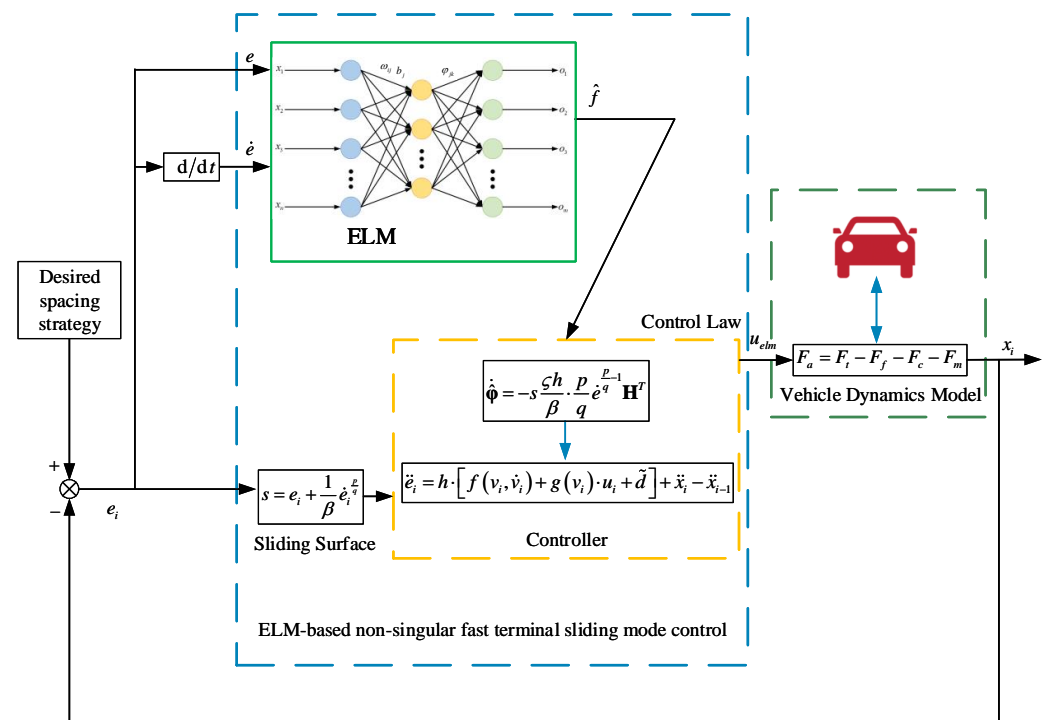 e
ė
d/dt
x₁
x₂
x₃
xₙ
ω_ij b_j
φ_jk
o₁
o₂
o₃
o_m
ELM
f̂
Desired
spacing
strategy
+
−
e_i
s = e_i + 1/β ė_i^(p/q)
Sliding Surface
Control Law
φ̂̇ = −s ςh/β · p/q ė^(p/q −1) H^T
ë_i = h·[f(v_i, v̇_i) + g(v_i)·u_i + d̃] + ẍ_i − ẍ_{i−1}
Controller
ELM-based non-singular fast terminal sliding mode control
u_elm
F_a = F_t − F_f − F_c − F_m
Vehicle Dynamics Model
x_i